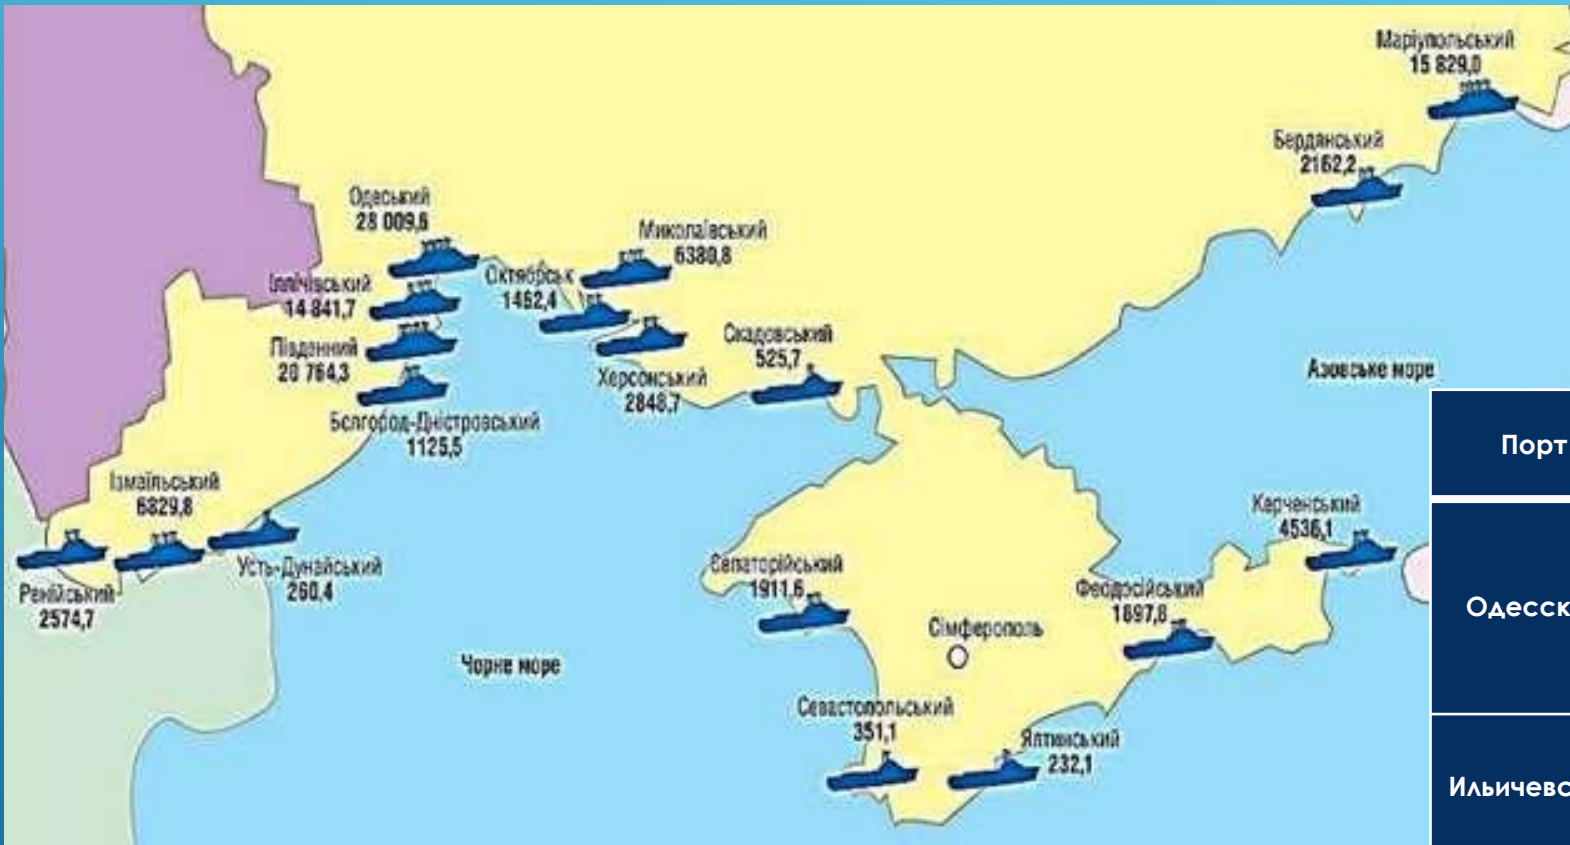 Маріупольський
15 829,0
Бердянський
2162,2
Одеський
28 009,6
Миколаївський
6380,8
Іллічівський
14 841,7
Октябрськ
1462,4
Південний
20 764,3
Херсонський
2848,7
Скадовський
525,7
Бєлгород-Дністровський
1125,5
Азовське море
Порт
Ізмаїльський
6829,8
Керченський
4536,1
Усть-Дунайський
260,4
Ренійський
2574,7
Євпаторійський
1911,6
Феодосійський
1897,8
Одесск
Сімферополь
Чорне море
Севастопольський
351,1
Ялтинський
232,1
Ильичевс